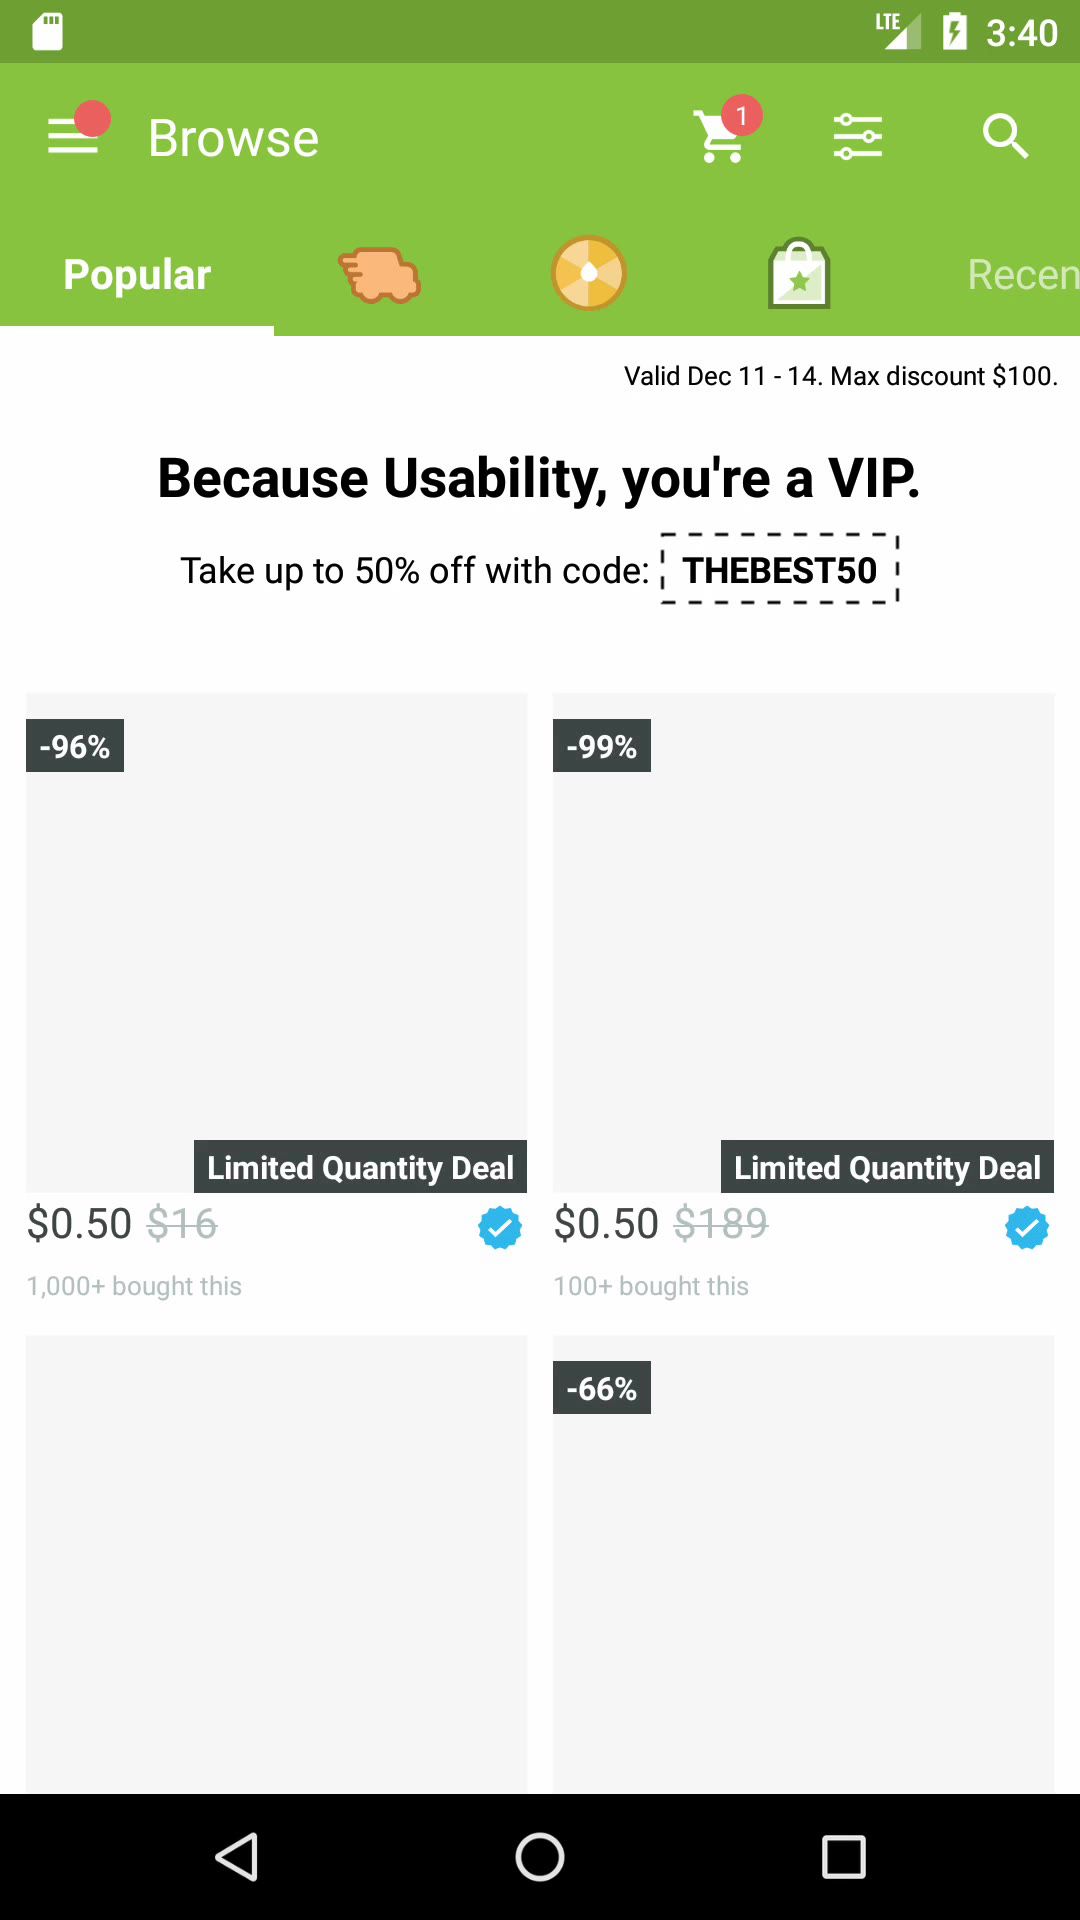 LTE 3:40
Browse 1
Popular Recen
Valid Dec 11 - 14. Max discount $100.
Because Usability, you're a VIP.
Take up to 50% off with code: THEBEST50
-96% -99%
Limited Quantity Deal Limited Quantity Deal
$0.50 $16 $0.50 $189
1,000+ bought this 100+ bought this
-66%